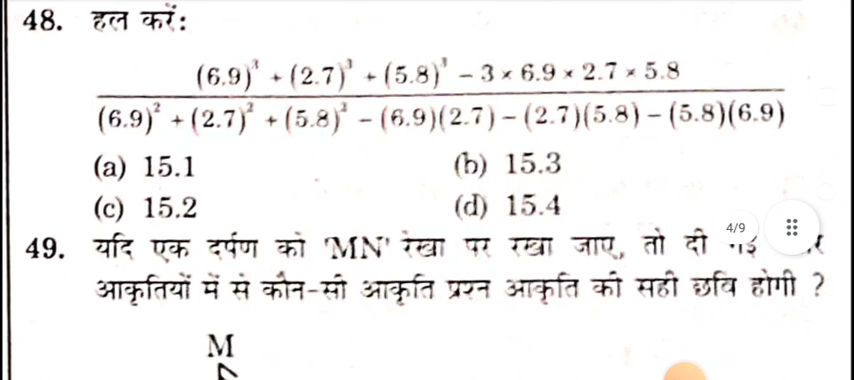 48. हल करें:
(6.9)³ + (2.7)³ + (5.8)³ − 3 × 6.9 × 2.7 × 5.8
(6.9)² + (2.7)² + (5.8)² − (6.9)(2.7) − (2.7)(5.8) − (5.8)(6.9)
(a) 15.1 (b) 15.3
(c) 15.2 (d) 15.4
49. यदि एक दर्पण को 'MN' रेखा पर रखा जाए, तो दी
4/9
आकृतियों में से कौन-सी आकृति प्रश्न आकृति की सही छवि होगी ?
M